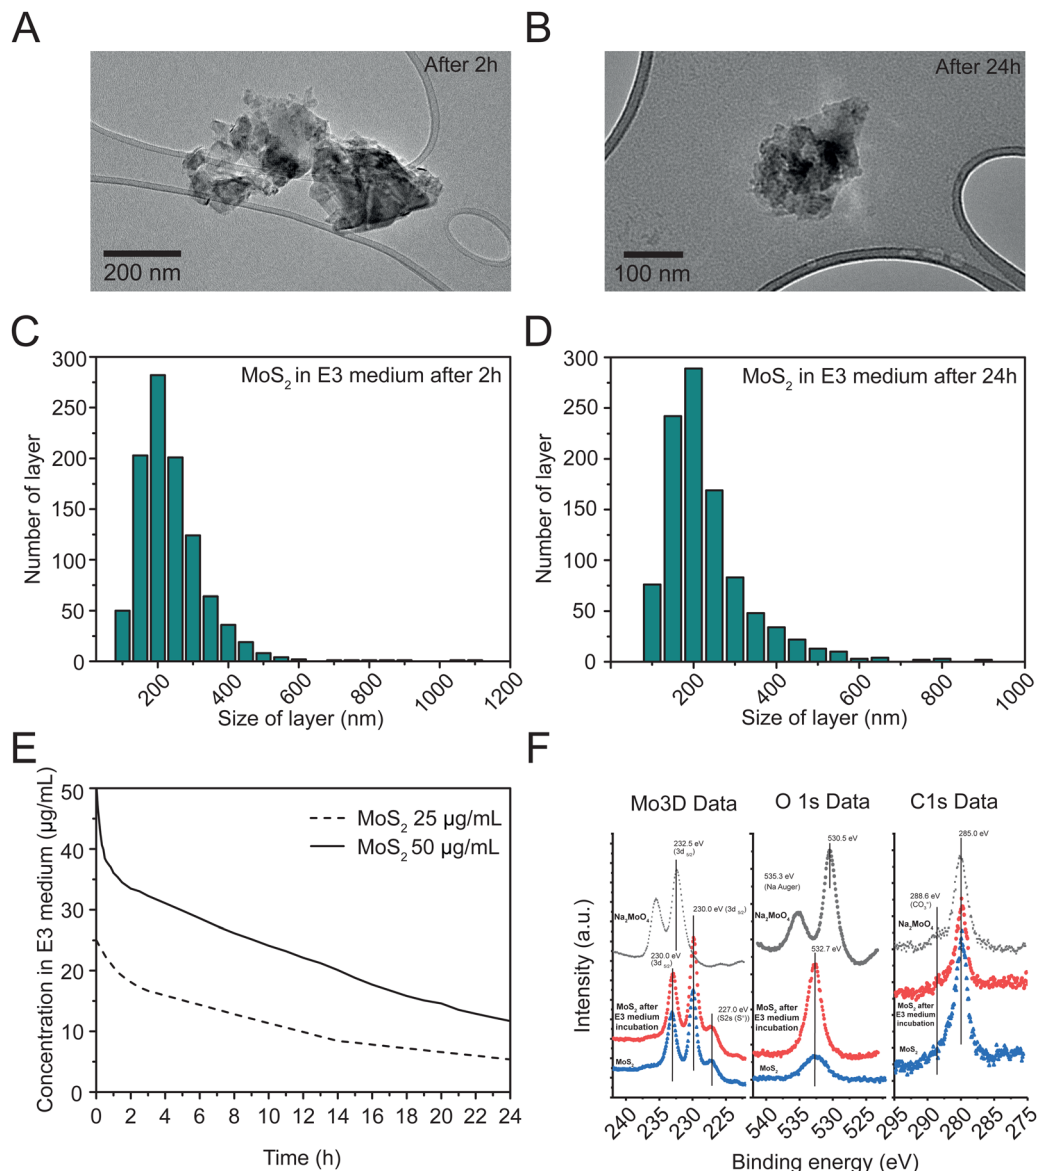 A
After 2h
200 nm
B
After 24h
100 nm
C
MoS2 in E3 medium after 2h
Number of layer
300
250
200
150
100
50
0
200
400
600
800
1000
1200
Size of layer (nm)
D
MoS2 in E3 medium after 24h
Number of layer
300
250
200
150
100
50
0
200
400
600
800
1000
Size of layer (nm)
E
Concentration in E3 medium (µg/mL)
50
40
30
20
10
0
MoS2 25 µg/mL
MoS2 50 µg/mL
0 2 4 6 8 10 12 14 16 18 20 22 24
Time (h)
F
Intensity (a.u.)
Mo3D Data
232.5 eV
(3d 5/2)
Na2MoO4
230.0 eV (3d 5/2)
230.0 eV
(3d 5/2)
227.0 eV
MoS2 after
E3 medium
incubation
MoS2
240 235 230 225
O 1s Data
530.5 eV
535.3 eV
(Na Auger)
Na2MoO4
532.7 eV
MoS2 after
E3 medium
incubation
MoS2
540 535 530 525
C1s Data
285.0 eV
288.6 eV
Na2MoO4
MoS2 after
E3 medium
incubation
MoS2
295 290 280 285 275
Binding energy (eV)